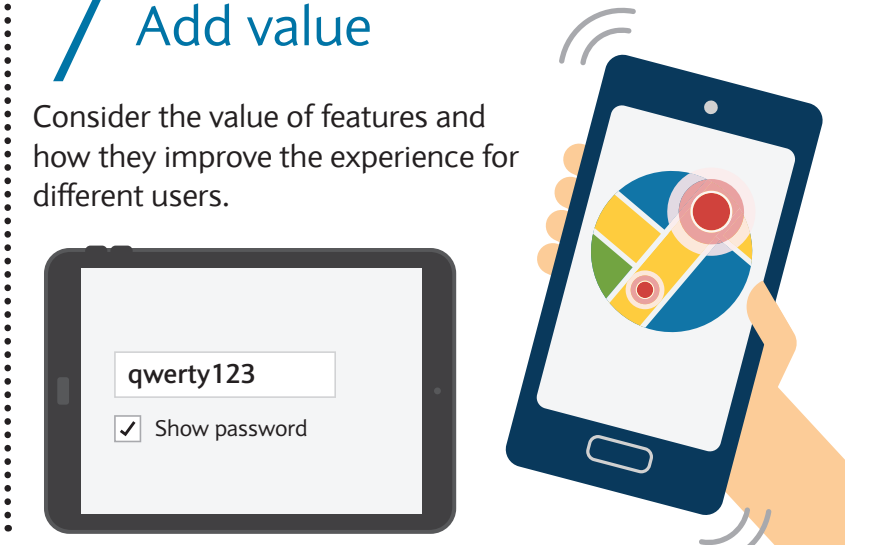 7 Add value
Consider the value of features and
how they improve the experience for
different users.
qwerty123
Show password